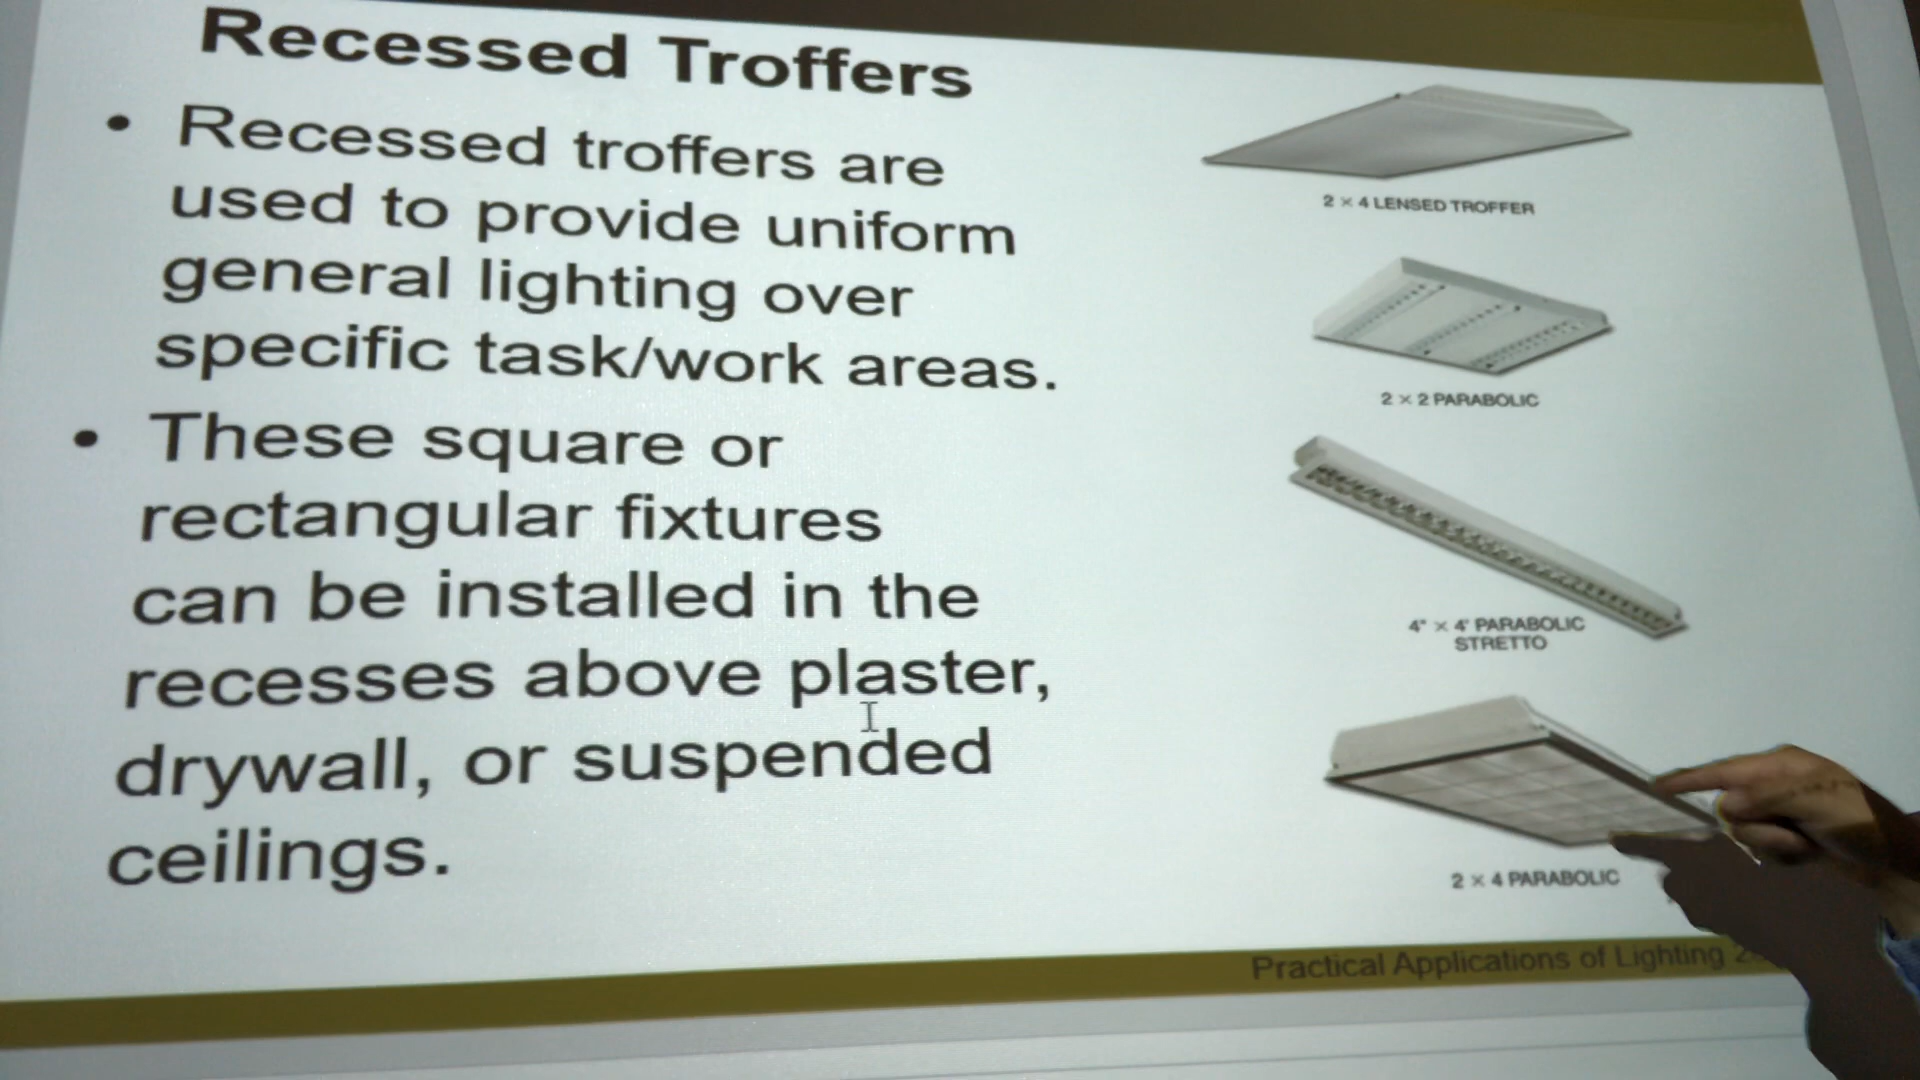 Recessed Troffers
• Recessed troffers are
used to provide uniform
general lighting over
specific task/work areas.
• These square or
rectangular fixtures
can be installed in the
recesses above plaster,
drywall, or suspended
ceilings.
2 × 4 LENSED TROFFER
2 × 2 PARABOLIC
4" × 4' PARABOLIC
STRETTO
2 × 4 PARABOLIC
Practical Applications of Lighting